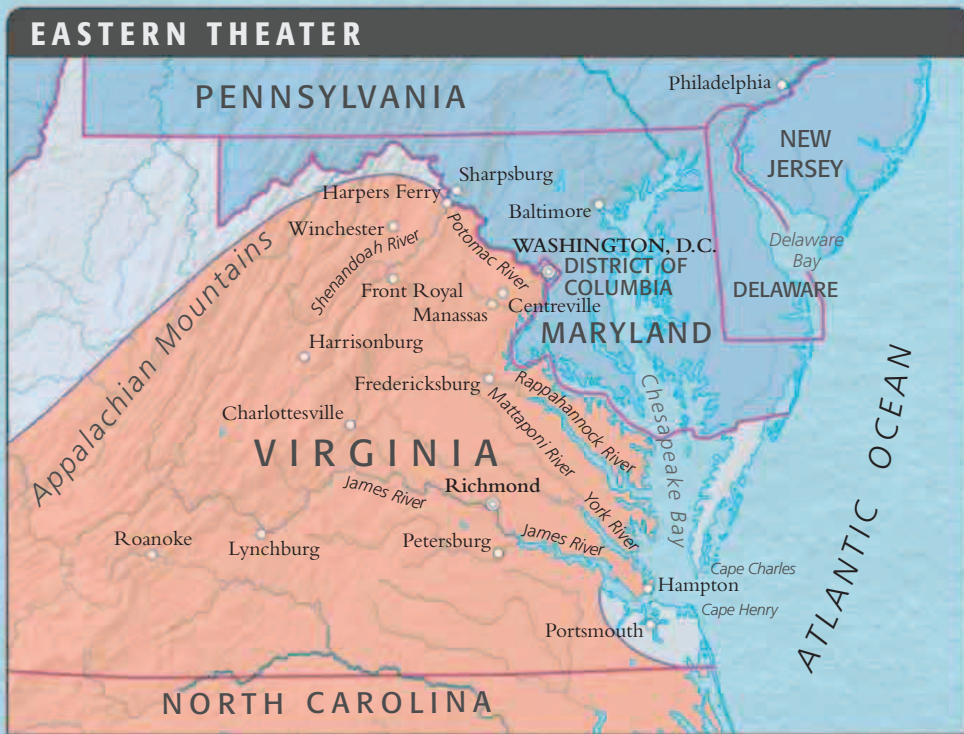 EASTERN THEATER
PENNSYLVANIA
Philadelphia
NEW
JERSEY
Sharpsburg
Harpers Ferry
Baltimore
Winchester
Shenandoah River
Potomac River
WASHINGTON, D.C.
DISTRICT OF
COLUMBIA
Delaware
Bay
Front Royal
Manassas
Centreville
DELAWARE
MARYLAND
Appalachian Mountains
Harrisonburg
Fredericksburg
Rappahannock River
Mattaponi River
Chesapeake Bay
Charlottesville
VIRGINIA
James River
Richmond
York River
ATLANTIC OCEAN
Roanoke
Lynchburg
Petersburg
James River
Cape Charles
Hampton
Cape Henry
Portsmouth
NORTH CAROLINA